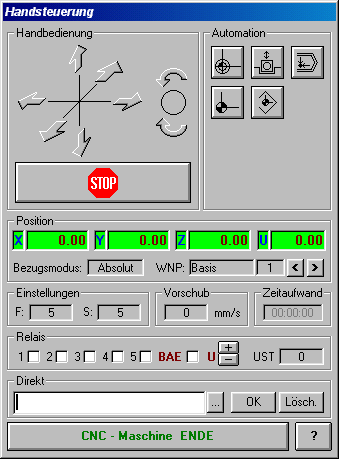 Handsteuerung
Handbedienung
Automation
STOP
Position
X 0.00 Y 0.00 Z 0.00 U 0.00
Bezugsmodus: Absolut WNP: Basis 1 < >
Einstellungen
F: 5 S: 5
Vorschub
0 mm/s
Zeitaufwand
00:00:00
Relais
1 2 3 4 5 BAE U + - UST 0
Direkt
... OK Lösch.
CNC - Maschine ENDE ?